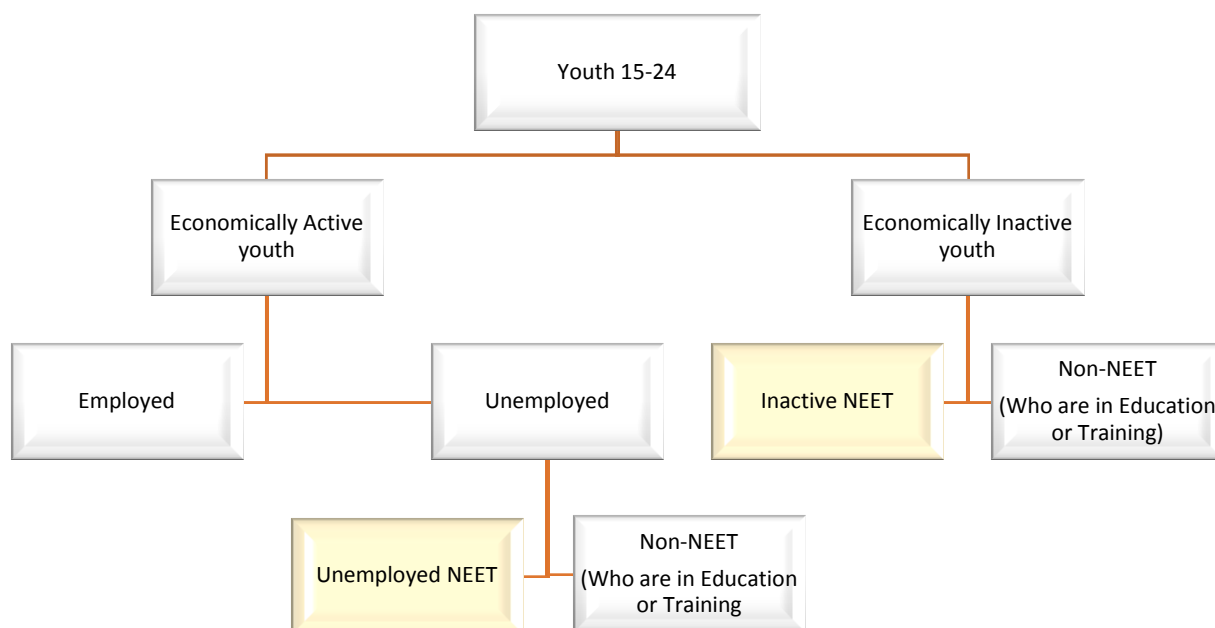 Youth 15-24
Economically Active
youth
Economically Inactive
youth
Employed
Unemployed
Inactive NEET
Non-NEET
(Who are in Education
or Training)
Unemployed NEET
Non-NEET
(Who are in Education
or Training